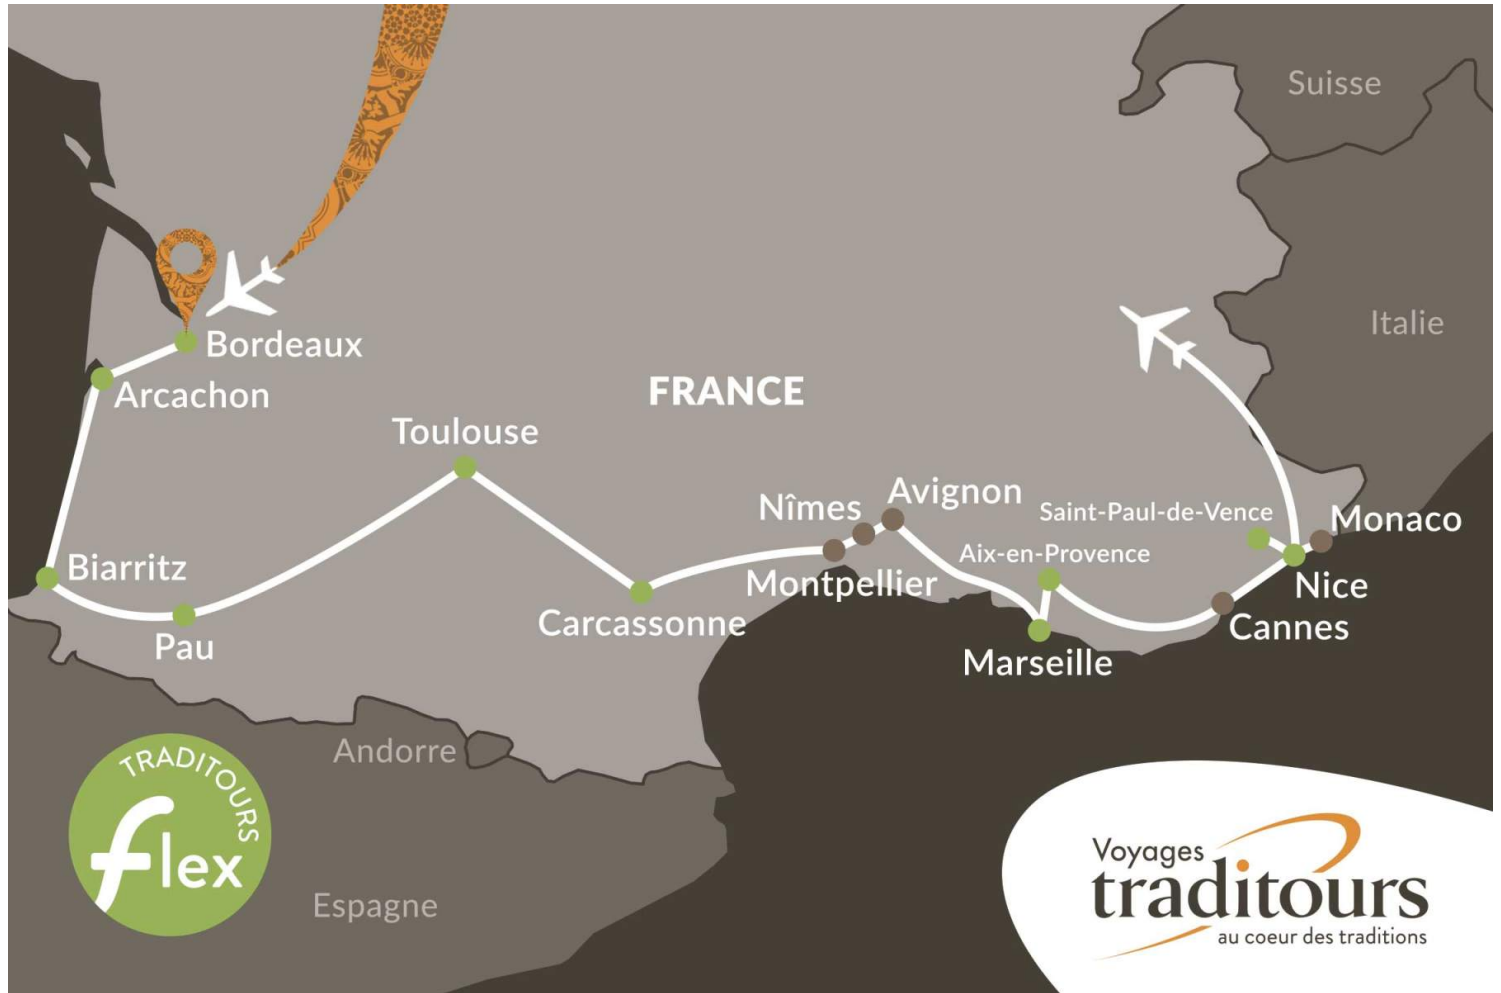 Suisse
Italie
Bordeaux
Arcachon
FRANCE
Toulouse
Nîmes
Avignon
Saint-Paul-de-Vence
Monaco
Aix-en-Provence
Biarritz
Montpellier
Nice
Carcassonne
Cannes
Pau
Marseille
Andorre
TRADITOURS
flex
Espagne
Voyages
traditours
au coeur des traditions